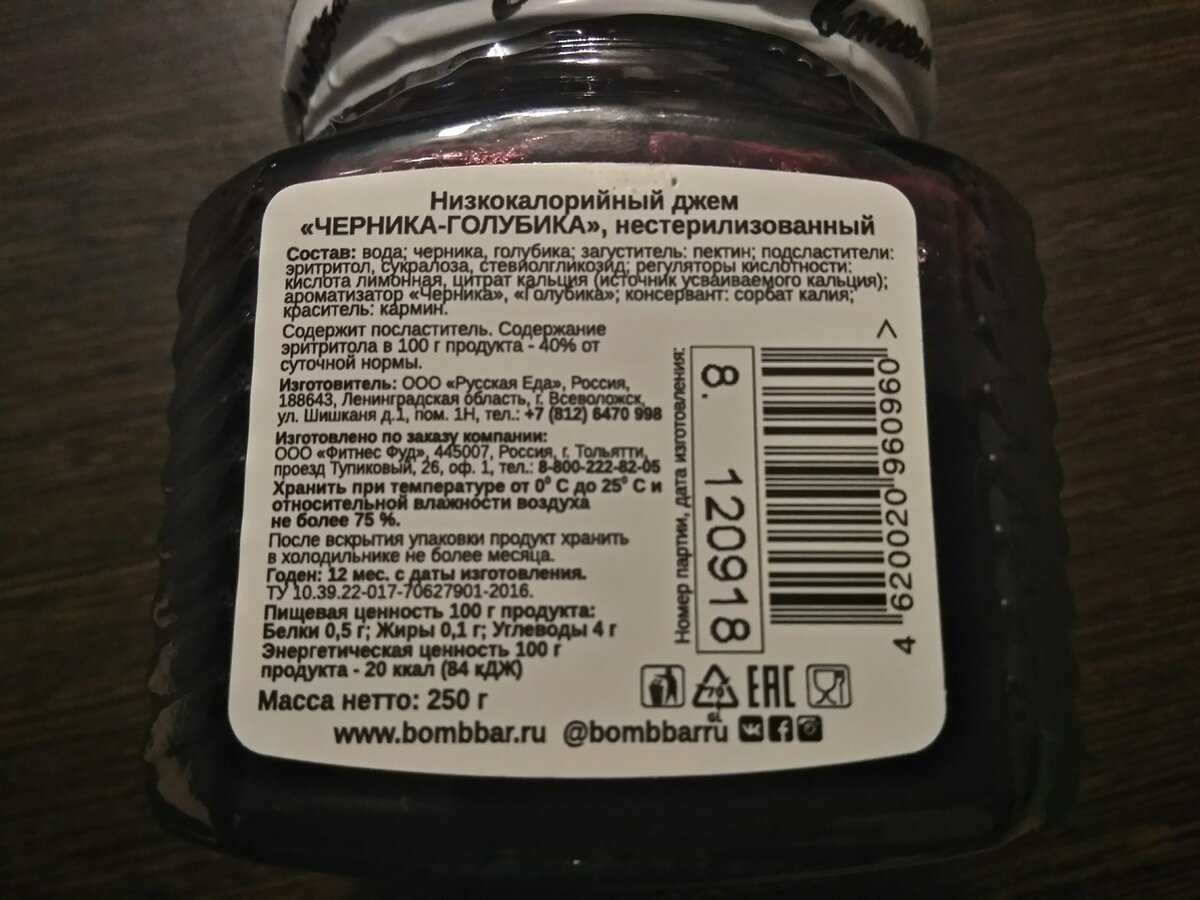 Низкокалорийный джем
«ЧЕРНИКА-ГОЛУБИКА», нестерилизованный
Состав: вода; черника, голубика; загуститель: пектин; подсластители:
эритритол, сукралоза, стевиолгликозид; регуляторы кислотности:
кислота лимонная, цитрат кальция (источник усваиваемого кальция);
ароматизатор «Черника», «Голубика»; консервант: сорбат калия;
краситель: кармин.
Содержит посластитель. Содержание
эритритола в 100 г продукта - 40% от
суточной нормы.
Изготовитель: ООО «Русская Еда», Россия,
188643, Ленинградская область, г. Всеволожск,
ул. Шишканя д.1, пом. 1Н, тел.: +7 (812) 6470 998
Изготовлено по заказу компании:
ООО «Фитнес Фуд», 445007, Россия, г. Тольятти,
проезд Тупиковый, 26, оф. 1, тел.: 8-800-222-82-05
Хранить при температуре от 0⁰ С до 25⁰ С и
относительной влажности воздуха
не более 75 %.
После вскрытия упаковки продукт хранить
в холодильнике не более месяца.
Годен: 12 мес. с даты изготовления.
ТУ 10.39.22-017-70627901-2016.
Пищевая ценность 100 г продукта:
Белки 0,5 г; Жиры 0,1 г; Углеводы 4 г
Энергетическая ценность 100 г
продукта - 20 ккал (84 кДЖ)
Масса нетто: 250 г
www.bombbar.ru @bombbarru
Номер партии, дата изготовления:
8. 120918
4 620020 960960 >
70
GL
EAC